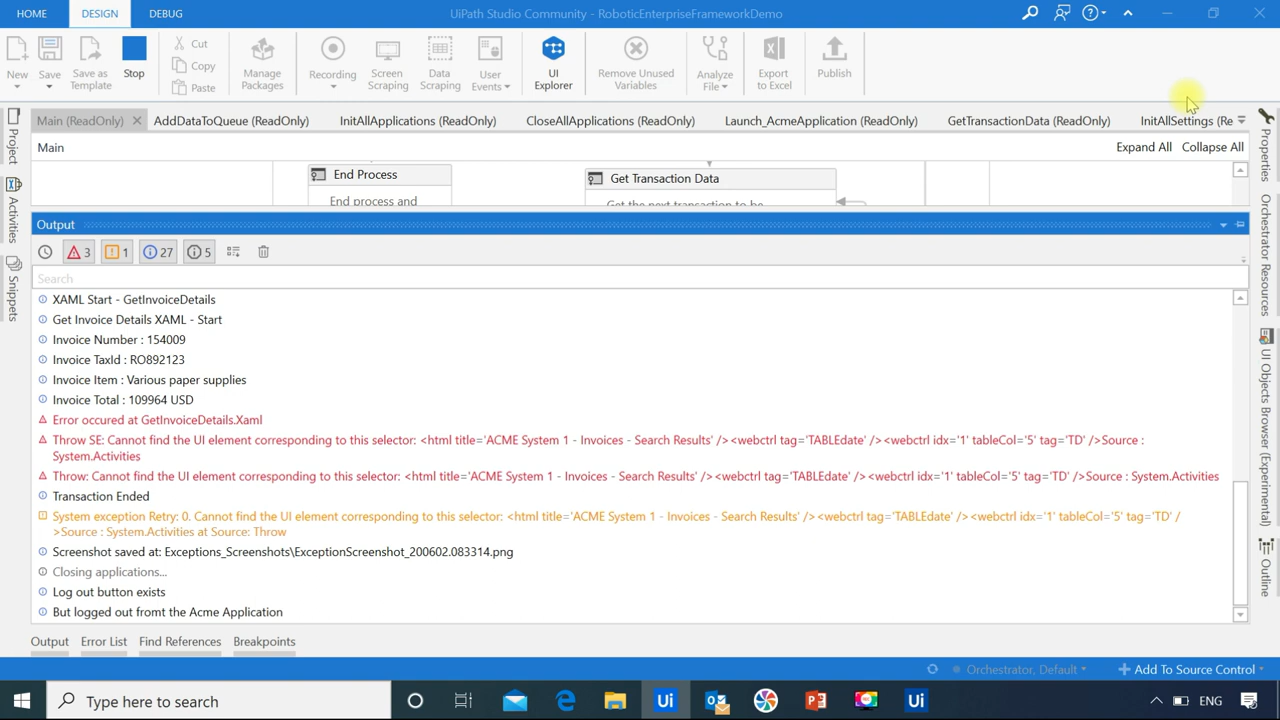 HOME
DESIGN
DEBUG
UiPath Studio Community - RoboticEnterpriseFrameworkDemo
New
Save
Save as Template
Stop
Cut
Copy
Paste
Manage Packages
Recording
Screen Scraping
Data Scraping
User Events
UI Explorer
Remove Unused Variables
Analyze File
Export to Excel
Publish
Main (ReadOnly)
AddDataToQueue (ReadOnly)
InitAllApplications (ReadOnly)
CloseAllApplications (ReadOnly)
Launch_AcmeApplication (ReadOnly)
GetTransactionData (ReadOnly)
InitAllSettings (Re
Main
Expand All
Collapse All
Project
Activities
Snippets
End Process
End process and
Get Transaction Data
Get the next transaction to be
Output
3
1
27
5
Search
XAML Start - GetInvoiceDetails
Get Invoice Details XAML - Start
Invoice Number : 154009
Invoice TaxId : RO892123
Invoice Item : Various paper supplies
Invoice Total : 109964 USD
Error occured at GetInvoiceDetails.Xaml
Throw SE: Cannot find the UI element corresponding to this selector: <html title='ACME System 1 - Invoices - Search Results' /><webctrl tag='TABLEdate' /><webctrl idx='1' tableCol='5' tag='TD' />Source :
System.Activities
Throw: Cannot find the UI element corresponding to this selector: <html title='ACME System 1 - Invoices - Search Results' /><webctrl tag='TABLEdate' /><webctrl idx='1' tableCol='5' tag='TD' />Source : System.Activities
Transaction Ended
System exception Retry: 0. Cannot find the UI element corresponding to this selector: <html title='ACME System 1 - Invoices - Search Results' /><webctrl tag='TABLEdate' /><webctrl idx='1' tableCol='5' tag='TD' /
>Source : System.Activities at Source: Throw
Screenshot saved at: Exceptions_Screenshots\ExceptionScreenshot_200602.083314.png
Closing applications...
Log out button exists
But logged out fromt the Acme Application
Properties
Orchestrator Resources
UI Objects Browser (Experimental)
Outline
Output
Error List
Find References
Breakpoints
Orchestrator, Default
Add To Source Control
Type here to search
Ui
Ui
ENG